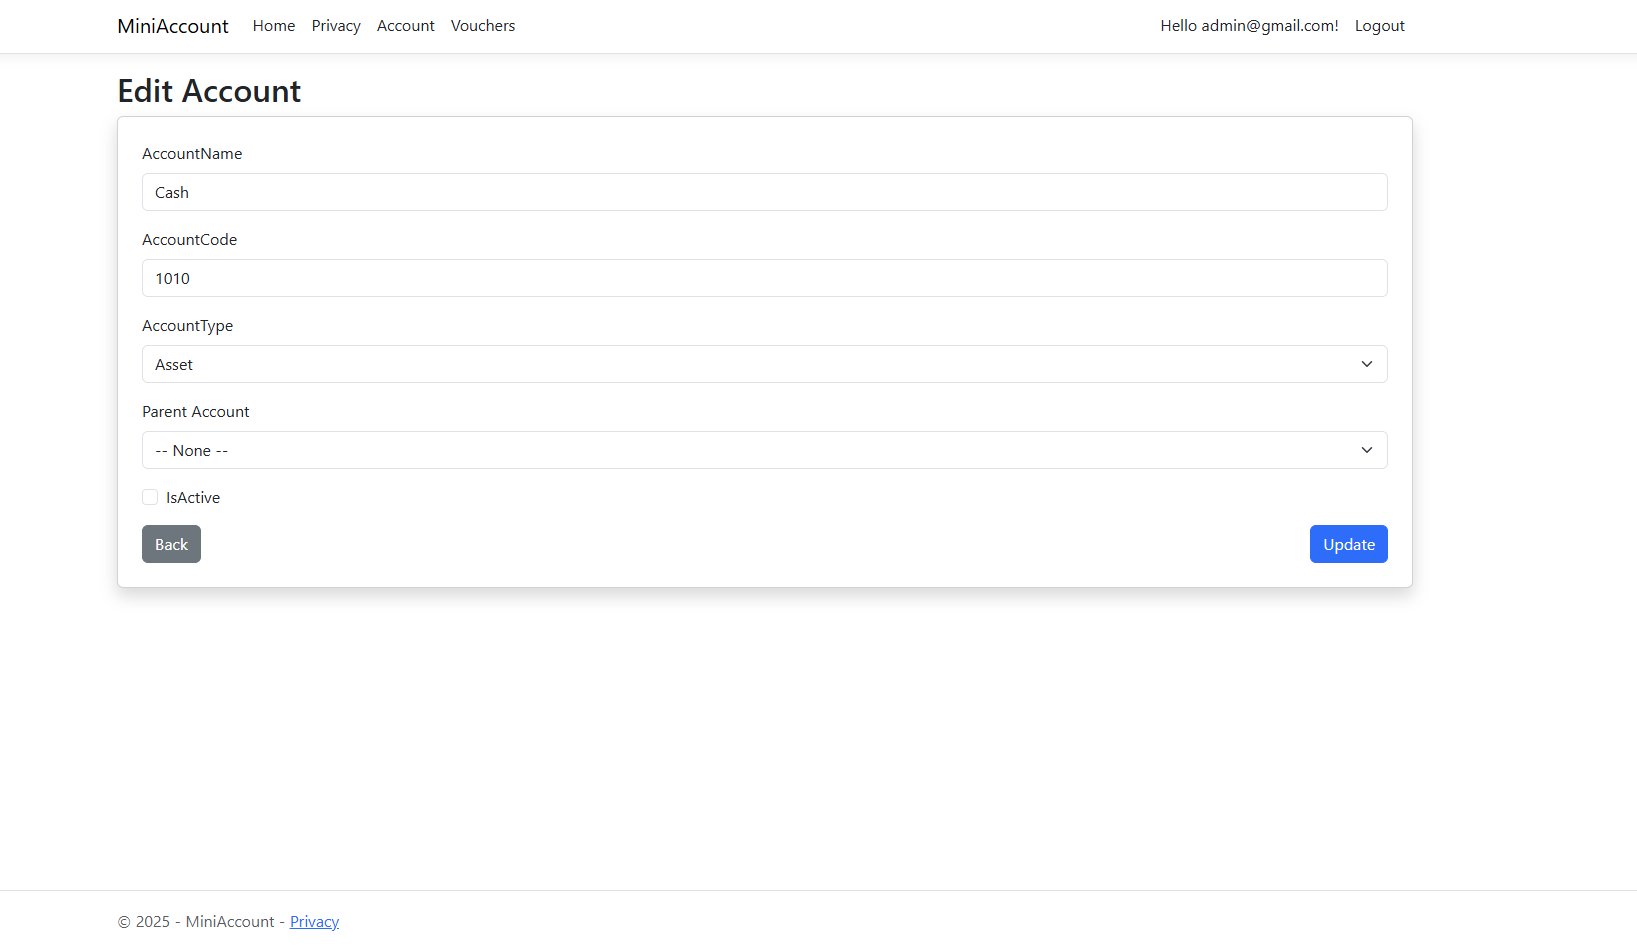 MiniAccount Home Privacy Account Vouchers Hello admin@gmail.com! Logout
Edit Account
AccountName
Cash
AccountCode
1010
AccountType
Asset
Parent Account
-- None --
IsActive
Back Update
© 2025 - MiniAccount - Privacy